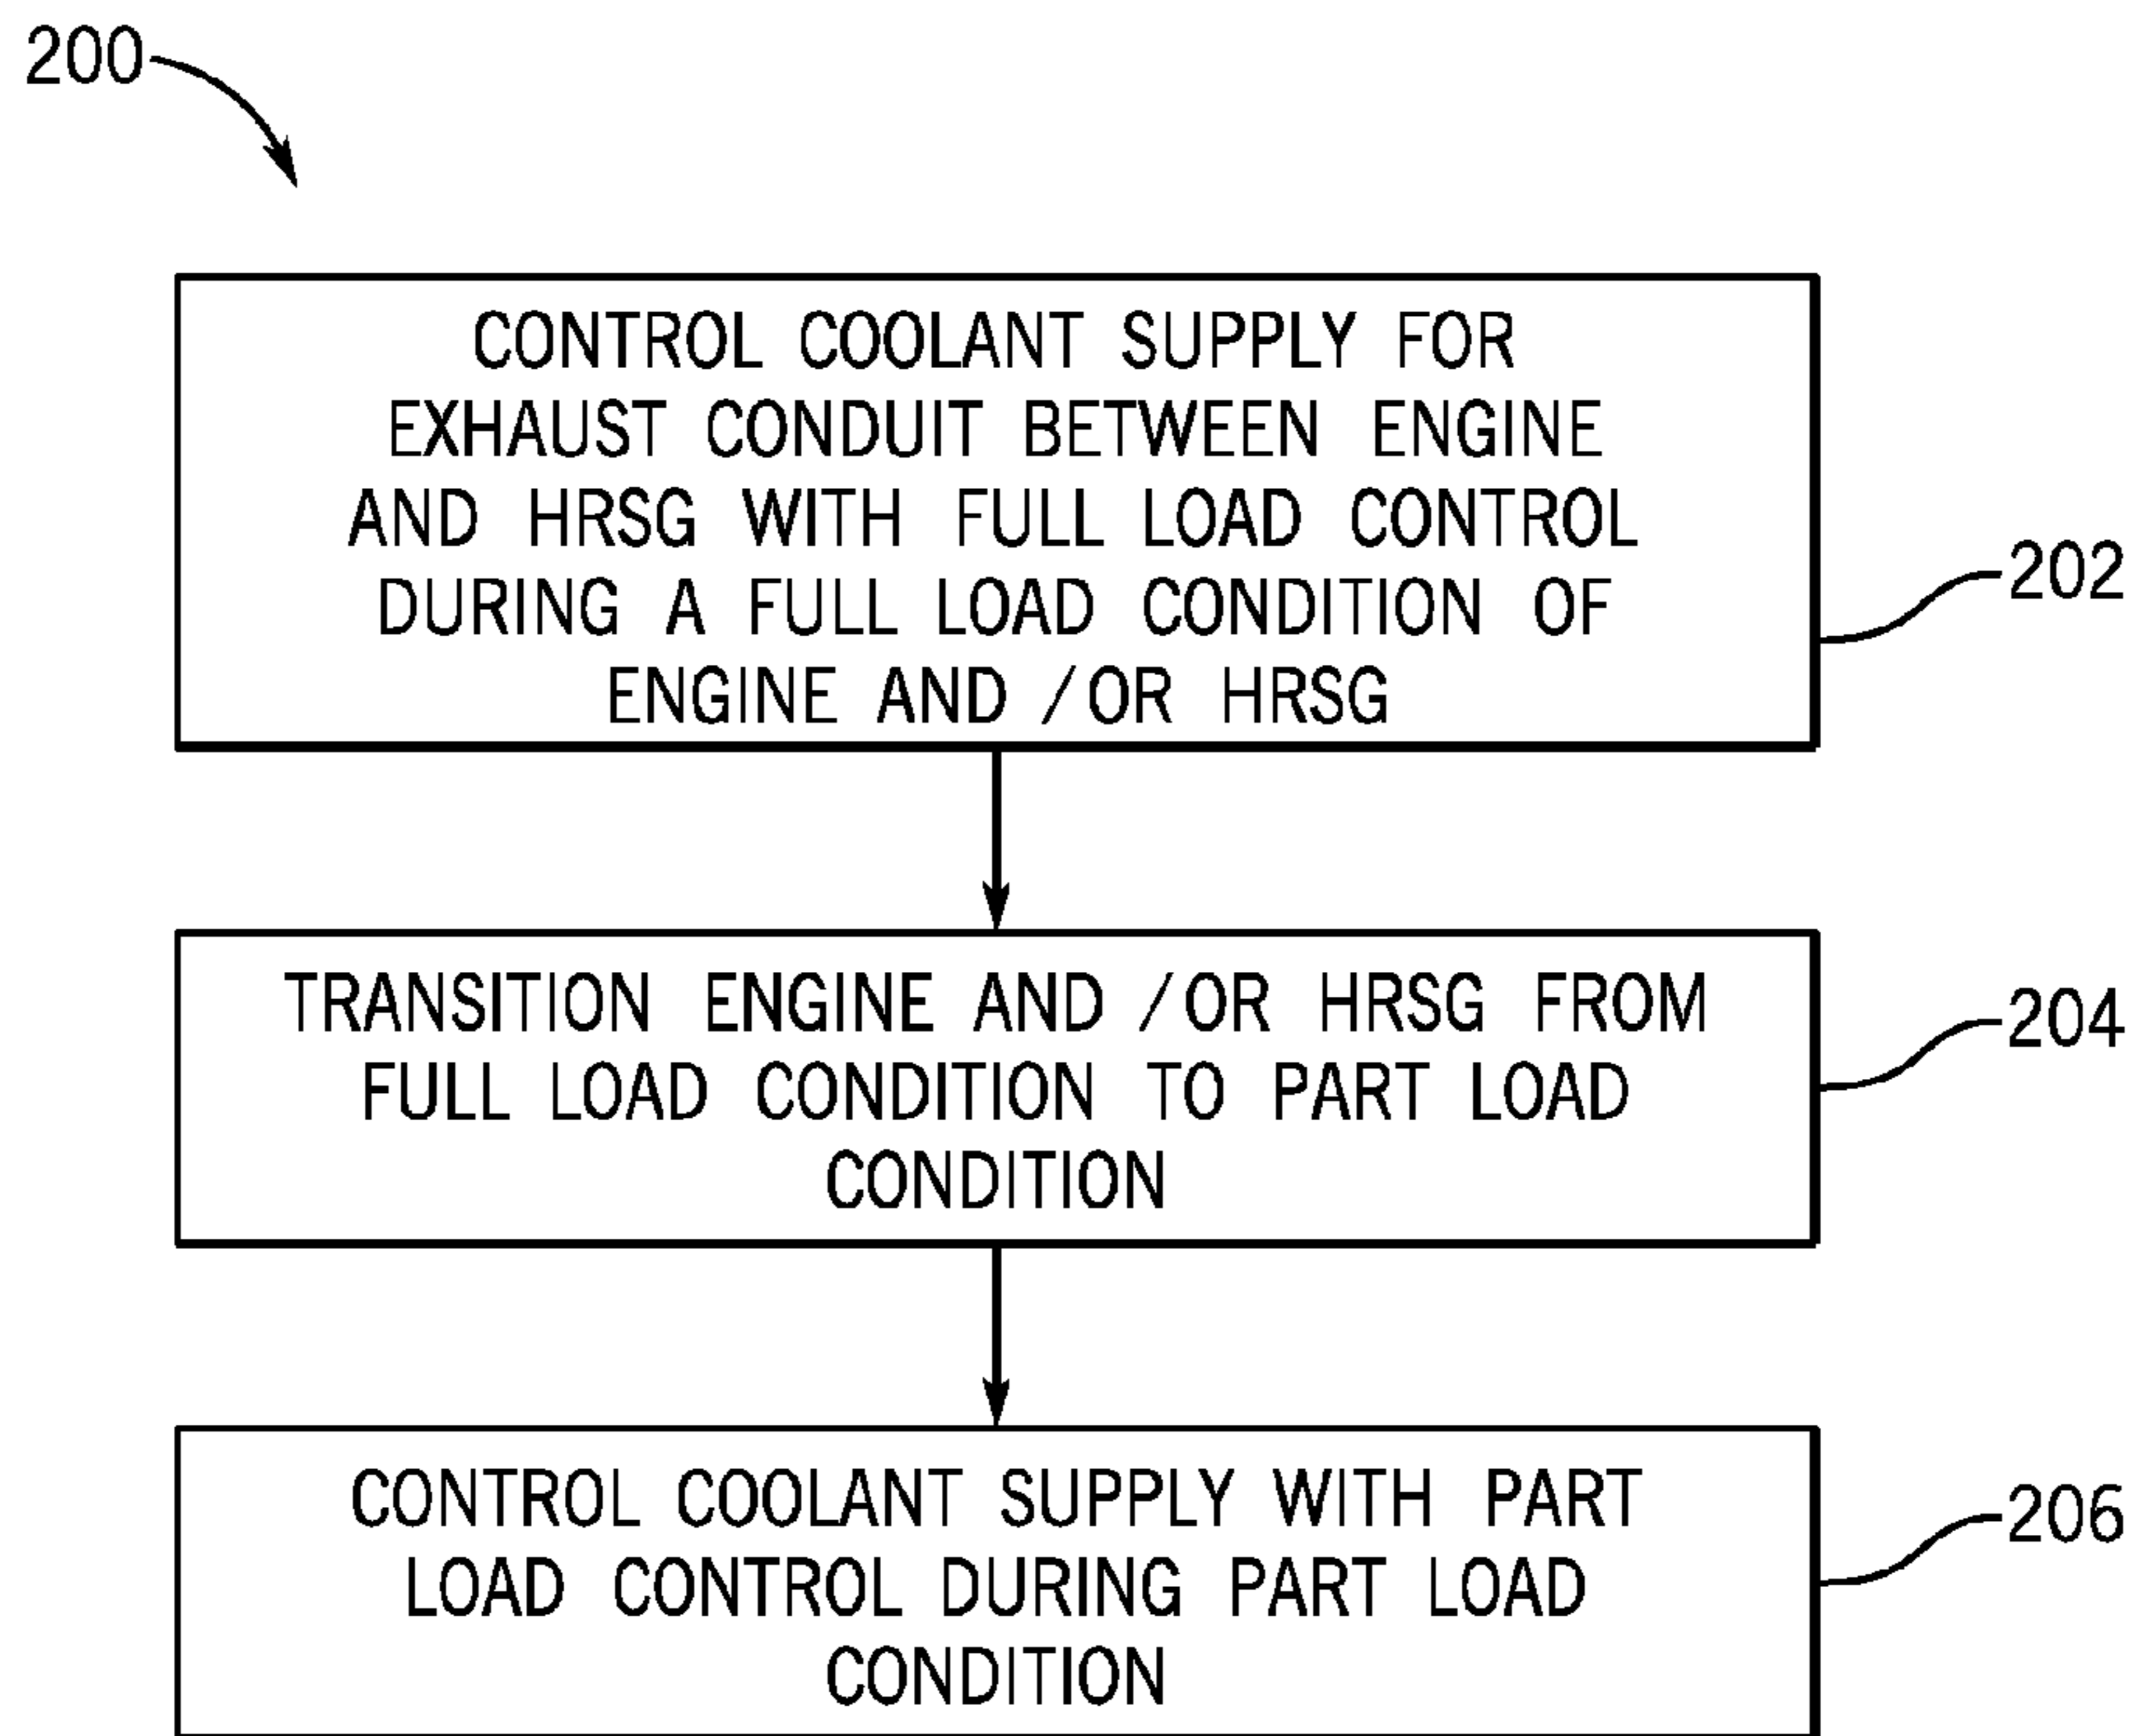 200
CONTROL COOLANT SUPPLY FOR
EXHAUST CONDUIT BETWEEN ENGINE
AND HRSG WITH FULL LOAD CONTROL
DURING A FULL LOAD CONDITION OF
ENGINE AND /OR HRSG
202
TRANSITION ENGINE AND /OR HRSG FROM
FULL LOAD CONDITION TO PART LOAD
CONDITION
204
CONTROL COOLANT SUPPLY WITH PART
LOAD CONTROL DURING PART LOAD
CONDITION
206